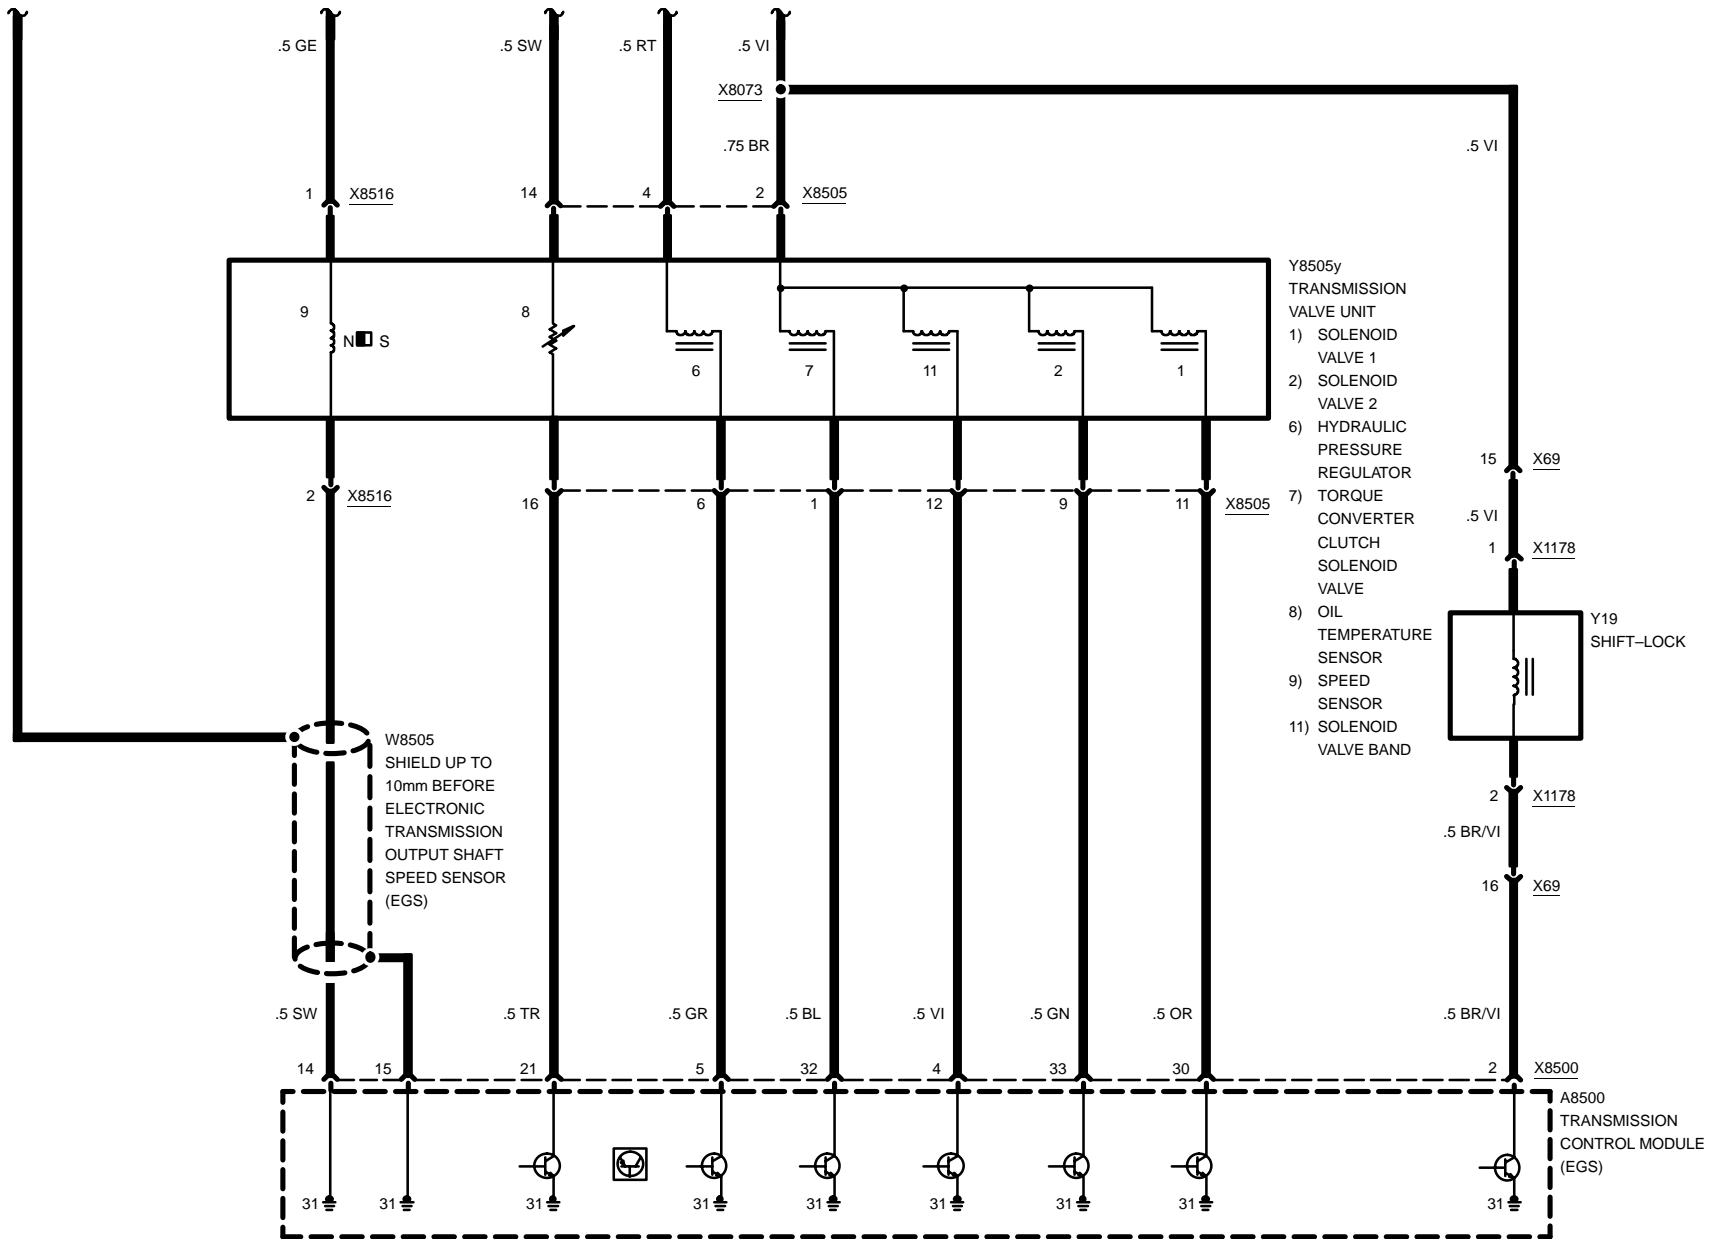 .5 GE
.5 SW
.5 RT
.5 VI
X8073
.75 BR
.5 VI
1 X8516
14
4
2 X8505
9
N S
8
6
7
11
2
1
Y8505y
TRANSMISSION
VALVE UNIT
1) SOLENOID
VALVE 1
2) SOLENOID
VALVE 2
6) HYDRAULIC
PRESSURE
REGULATOR
7) TORQUE
CONVERTER
CLUTCH
SOLENOID
VALVE
8) OIL
TEMPERATURE
SENSOR
9) SPEED
SENSOR
11) SOLENOID
VALVE BAND
15 X69
.5 VI
1 X1178
Y19
SHIFT–LOCK
2 X1178
.5 BR/VI
16 X69
2 X8516
16
6
1
12
9
11 X8505
W8505
SHIELD UP TO
10mm BEFORE
ELECTRONIC
TRANSMISSION
OUTPUT SHAFT
SPEED SENSOR
(EGS)
.5 SW
.5 TR
.5 GR
.5 BL
.5 VI
.5 GN
.5 OR
.5 BR/VI
14
15
21
5
32
4
33
30
2 X8500
A8500
TRANSMISSION
CONTROL MODULE
(EGS)
31
31
31
31
31
31
31
31
31